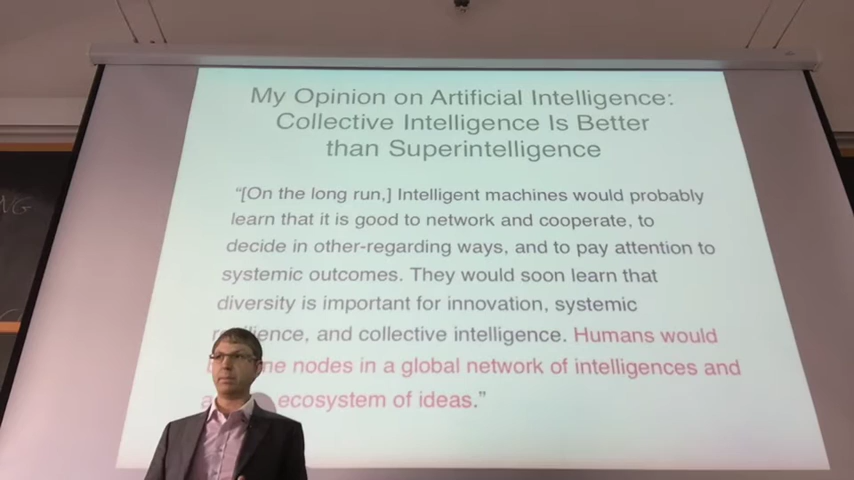 My Opinion on Artificial Intelligence:
Collective Intelligence Is Better
than Superintelligence
“[On the long run,] Intelligent machines would probably
learn that it is good to network and cooperate, to
decide in other-regarding ways, and to pay attention to
systemic outcomes. They would soon learn that
diversity is important for innovation, systemic
resilience, and collective intelligence. Humans would
nodes in a global network of intelligences and
ecosystem of ideas.”
NG